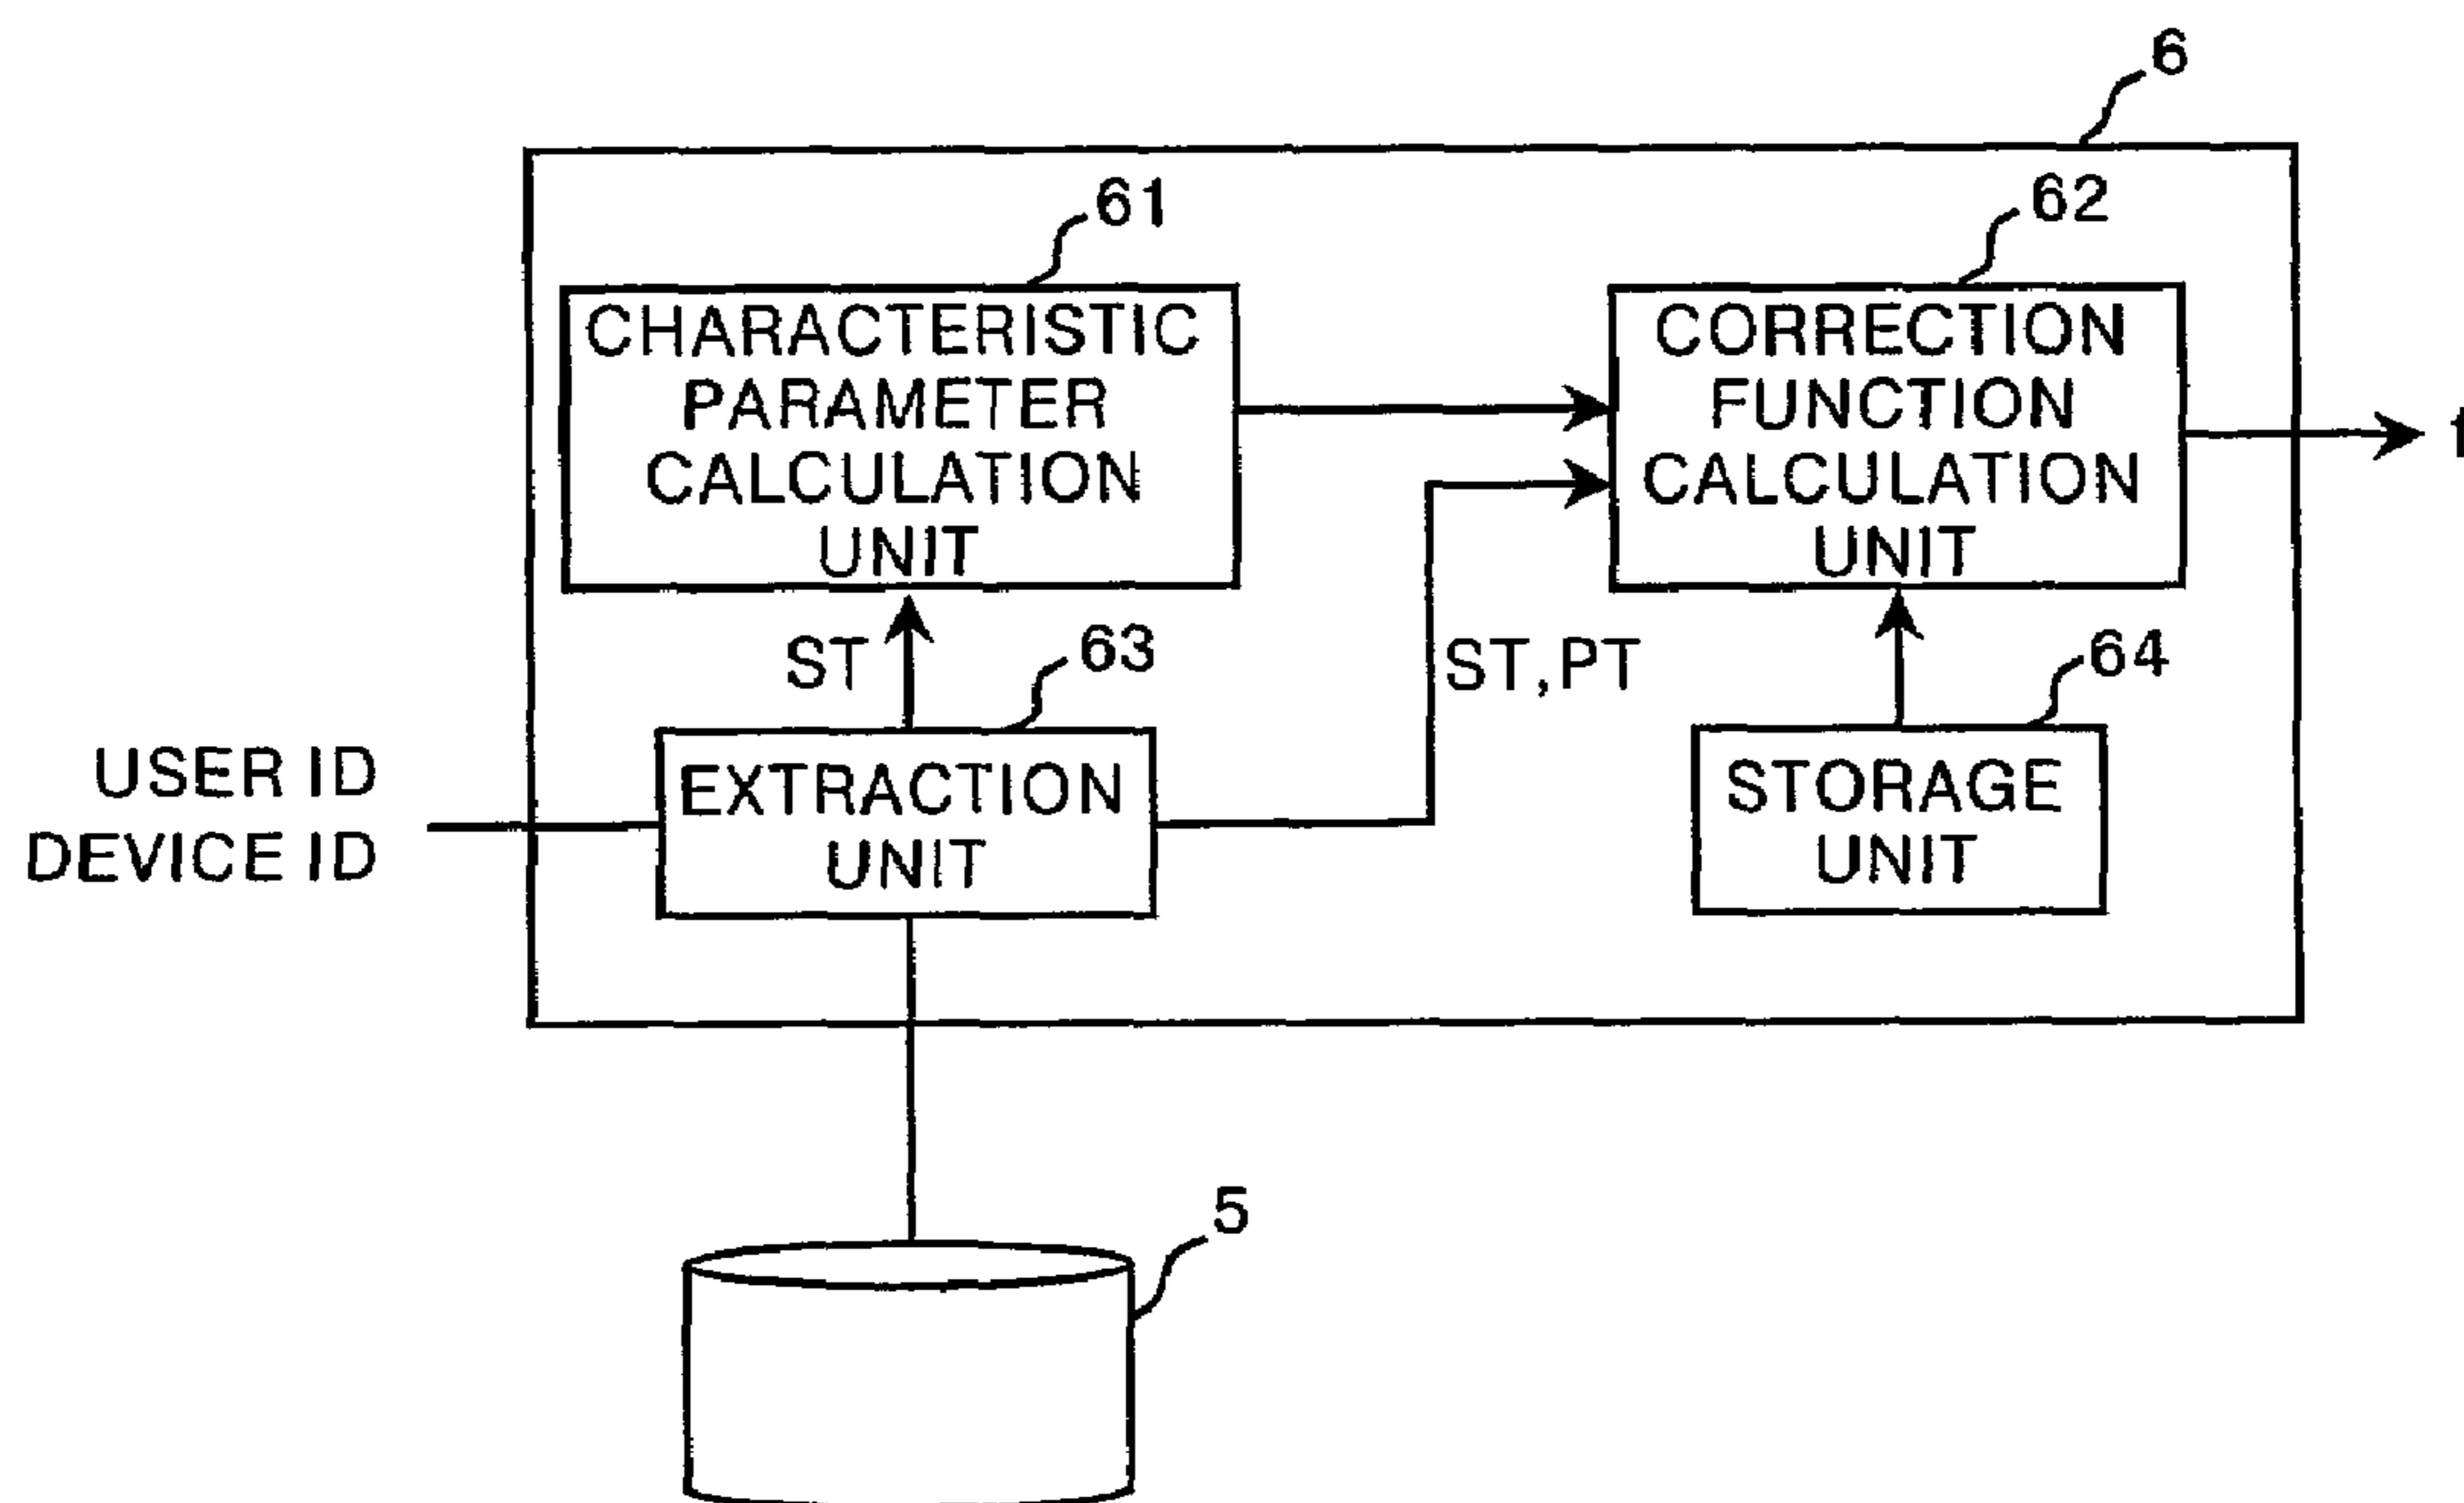 6
61
62
CHARACTERISTIC
PARAMETER
CALCULATION
UNIT
CORRECTION
FUNCTION
CALCULATION
UNIT
ST
63
ST,PT
64
USER ID
DEVICE ID
EXTRACTION
UNIT
STORAGE
UNIT
5